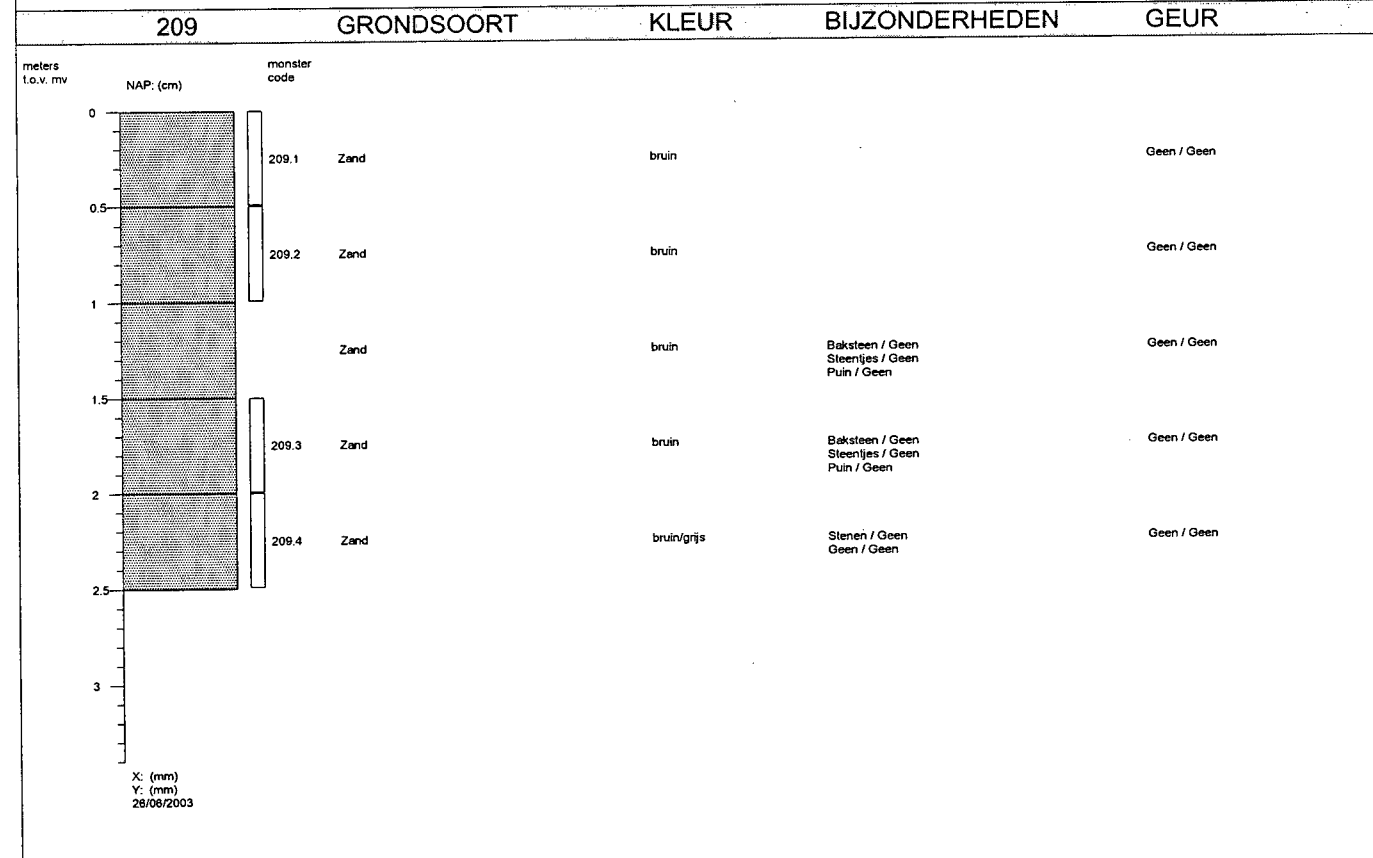 209 GRONDSOORT KLEUR BIJZONDERHEDEN GEUR
meters
t.o.v. mv
NAP: (cm)
monster
code
0
209.1 Zand bruin Geen / Geen
0.5
209.2 Zand bruin Geen / Geen
1
Zand bruin Baksteen / Geen Geen / Geen
Steentjes / Geen
Puin / Geen
1.5
209.3 Zand bruin Baksteen / Geen Geen / Geen
Steentjes / Geen
Puin / Geen
2
209.4 Zand bruin/grijs Stenen / Geen Geen / Geen
Geen / Geen
2.5
3
X: (mm)
Y: (mm)
26/06/2003